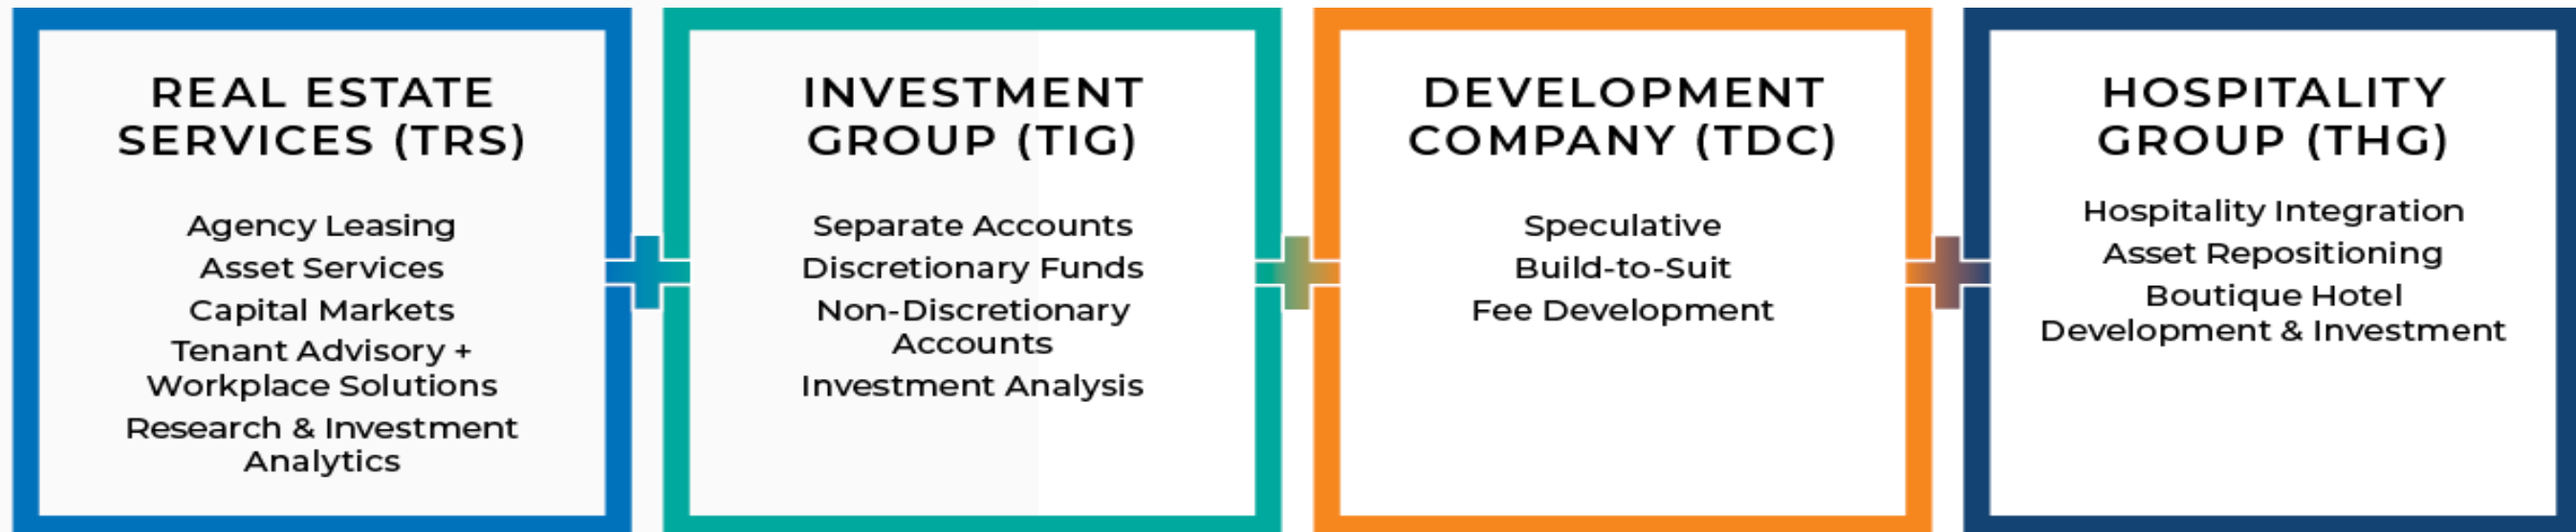 REAL ESTATE
SERVICES (TRS)
Agency Leasing
Asset Services
Capital Markets
Tenant Advisory +
Workplace Solutions
Research & Investment
Analytics
INVESTMENT
GROUP (TIG)
Separate Accounts
Discretionary Funds
Non-Discretionary
Accounts
Investment Analysis
DEVELOPMENT
COMPANY (TDC)
Speculative
Build-to-Suit
Fee Development
HOSPITALITY
GROUP (THG)
Hospitality Integration
Asset Repositioning
Boutique Hotel
Development & Investment